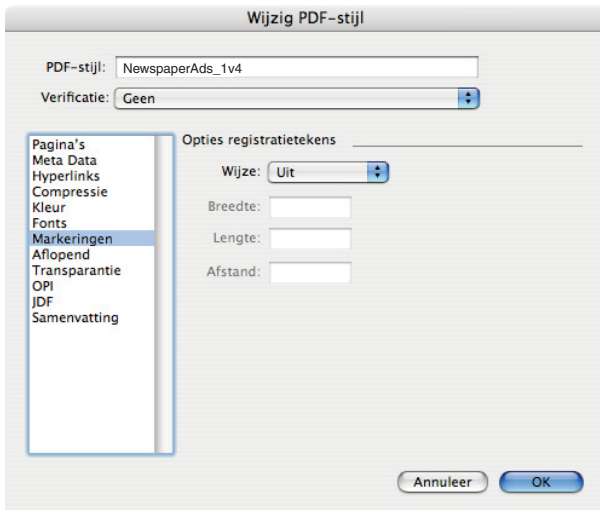 Wijzig PDF-stijl
PDF-stijl: NewspaperAds_1v4
Verificatie: Geen
Pagina's
Meta Data
Hyperlinks
Compressie
Kleur
Fonts
Markeringen
Aflopend
Transparantie
OPI
JDF
Samenvatting
Opties registratietekens
Wijze: Uit
Breedte:
Lengte:
Afstand:
Annuleer OK